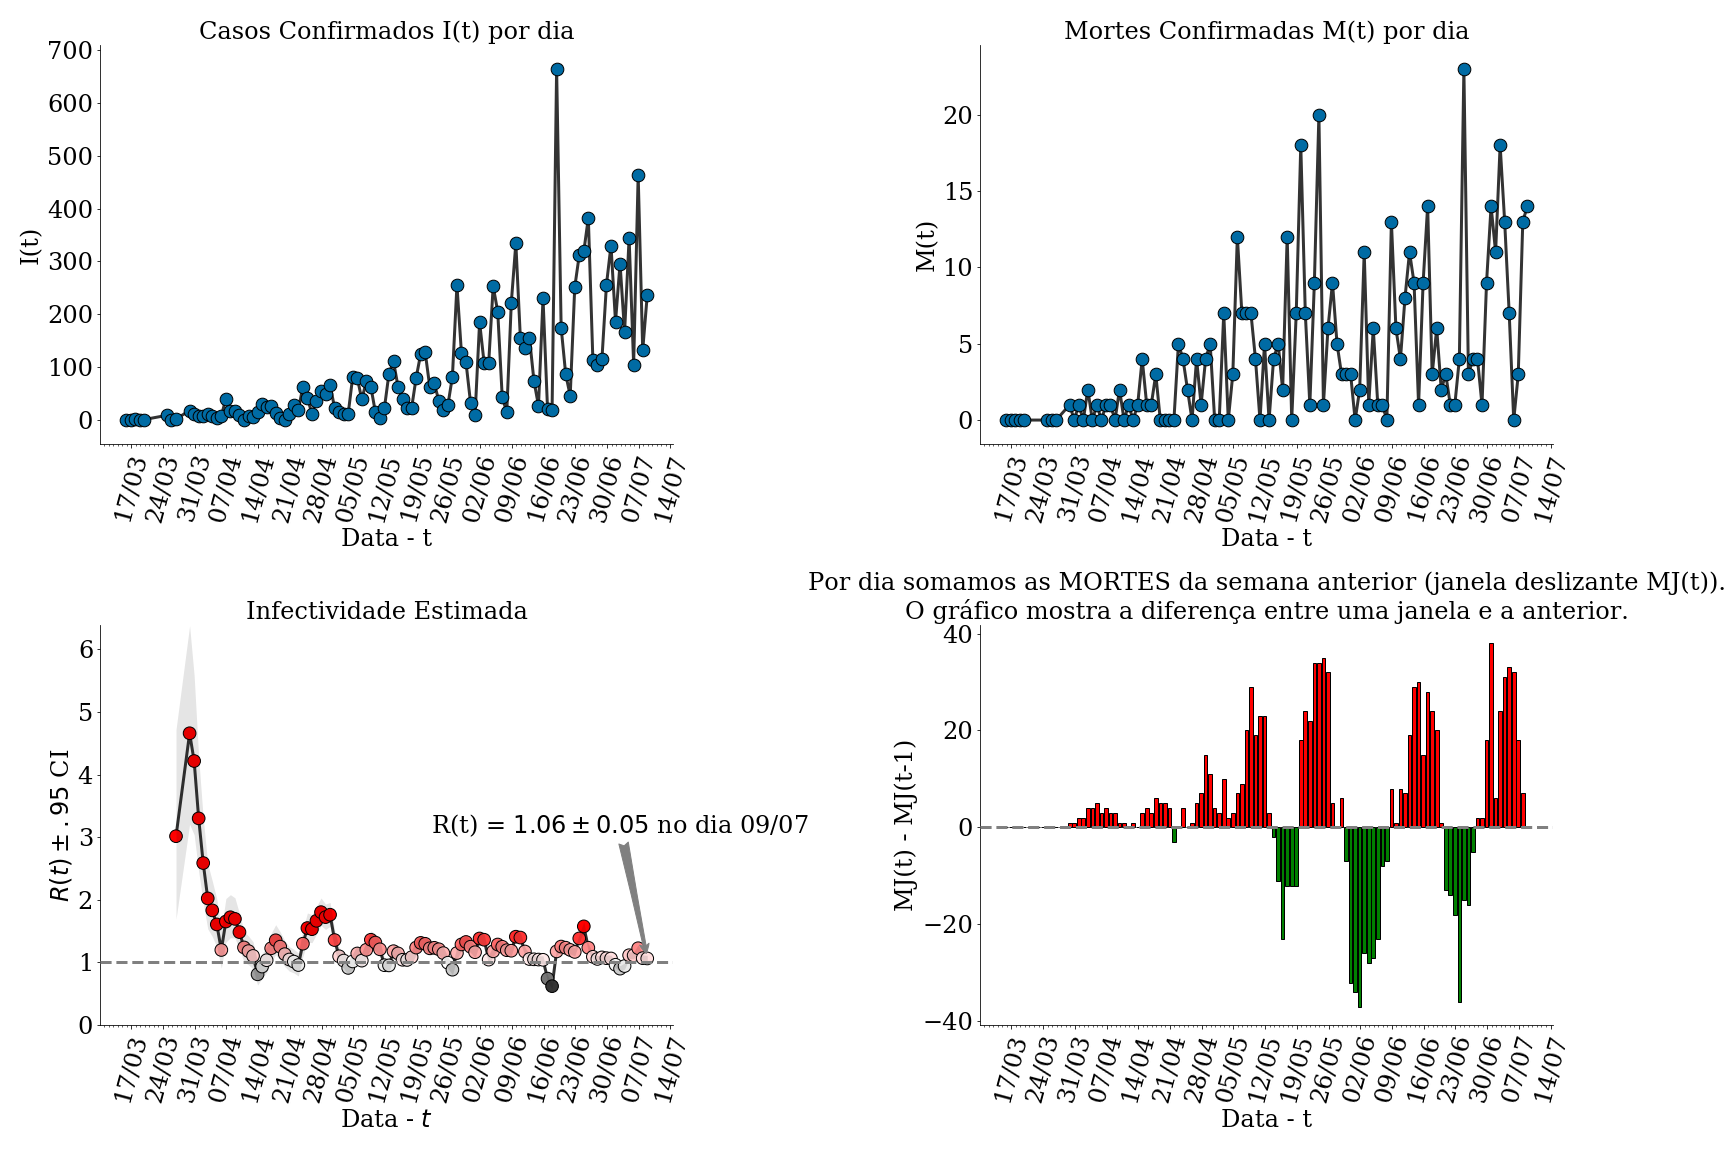 Casos Confirmados I(t) por dia
700
600
500
400
300
200
100
0
I(t)
17/03 24/03 31/03 07/04 14/04 21/04 28/04 05/05 12/05 19/05 26/05 02/06 09/06 16/06 23/06 30/06 07/07 14/07
Data - t
Mortes Confirmadas M(t) por dia
20
15
10
5
0
M(t)
17/03 24/03 31/03 07/04 14/04 21/04 28/04 05/05 12/05 19/05 26/05 02/06 09/06 16/06 23/06 30/06 07/07 14/07
Data - t
Infectividade Estimada
6
5
4
3
2
1
0
R(t) ± .95 CI
R(t) = 1.06 ± 0.05 no dia 09/07
17/03 24/03 31/03 07/04 14/04 21/04 28/04 05/05 12/05 19/05 26/05 02/06 09/06 16/06 23/06 30/06 07/07 14/07
Data - t
Por dia somamos as MORTES da semana anterior (janela deslizante MJ(t)).
O gráfico mostra a diferença entre uma janela e a anterior.
40
20
0
−20
−40
MJ(t) - MJ(t-1)
17/03 24/03 31/03 07/04 14/04 21/04 28/04 05/05 12/05 19/05 26/05 02/06 09/06 16/06 23/06 30/06 07/07 14/07
Data - t